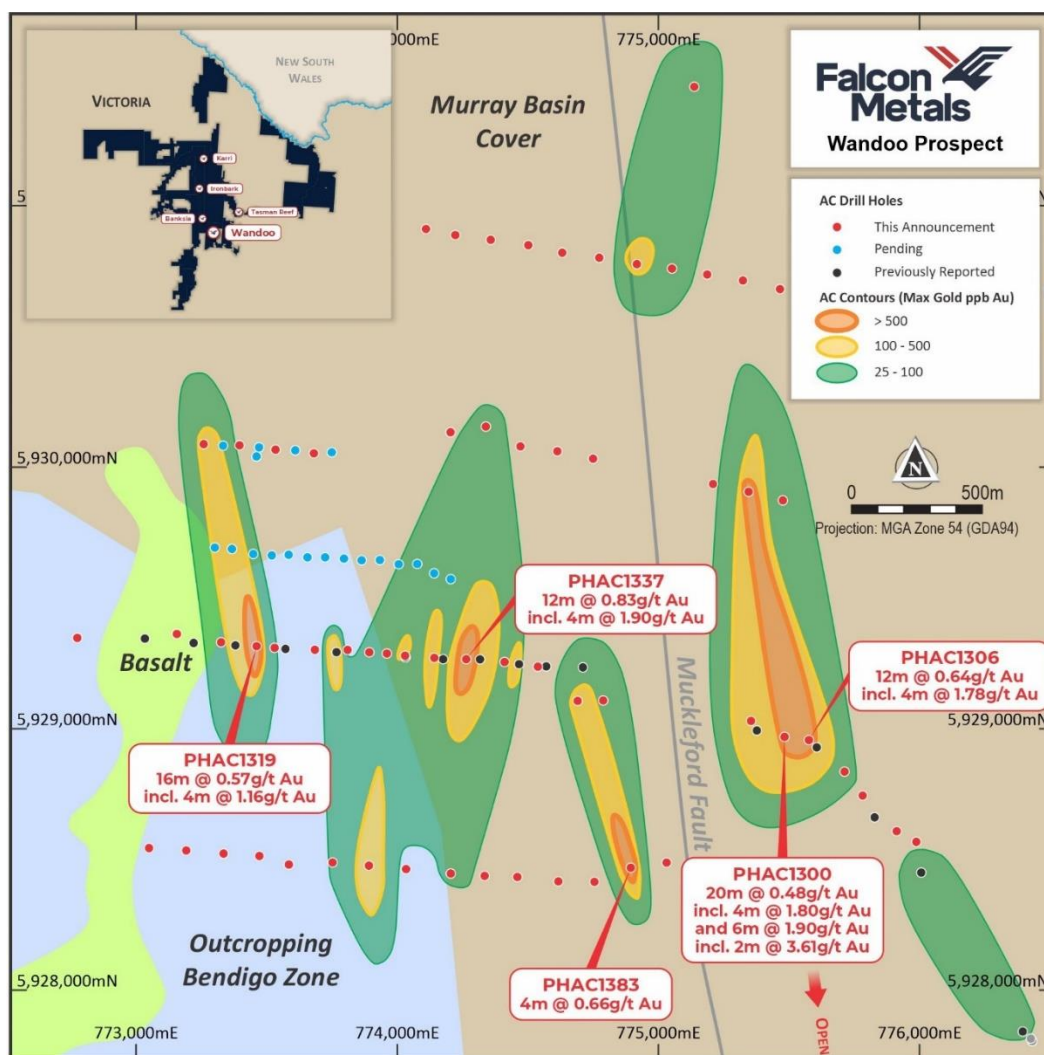 775,000mE
NEW SOUTH
WALES
VICTORIA
Karri
Ironbark
Banksia
Tasman Reef
Wandoo
Murray Basin
Cover
Falcon
Metals
Wandoo Prospect
AC Drill Holes
This Announcement
Pending
Previously Reported
AC Contours (Max Gold ppb Au)
> 500
100 - 500
25 - 100
N
0 500m
Projection: MGA Zone 54 (GDA94)
5,930,000mN
PHAC1337
12m @ 0.83g/t Au
incl. 4m @ 1.90g/t Au
Basalt
Muckleford Fault
PHAC1306
12m @ 0.64g/t Au
incl. 4m @ 1.78g/t Au
5,929,000mN
5,929,000mN
PHAC1319
16m @ 0.57g/t Au
incl. 4m @ 1.16g/t Au
PHAC1300
20m @ 0.48g/t Au
incl. 4m @ 1.80g/t Au
and 6m @ 1.90g/t Au
incl. 2m @ 3.61g/t Au
Outcropping
Bendigo Zone
PHAC1383
4m @ 0.66g/t Au
5,928,000mN
5,928,000mN
OPEN
773,000mE
774,000mE
775,000mE
776,000mE